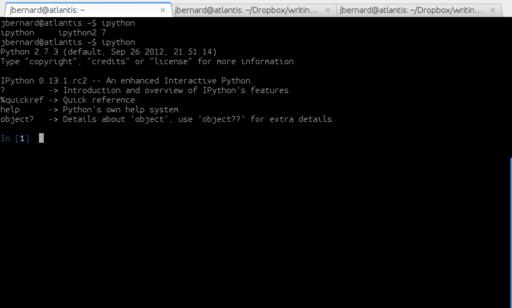 jbernard@atlantis: ~ × jbernard@atlantis: ~/Dropbox/writin... × jbernard@atlantis: ~/Dropbox/writin... ×
jbernard@atlantis ~$ ipython
ipython ipython2 7
jbernard@atlantis ~$ ipython
Python 2 7 3 (default, Sep 26 2012, 21:51:14)
Type "copyright", "credits" or "license" for more information
IPython 0 13 1 rc2 -- An enhanced Interactive Python
? -> Introduction and overview of IPython's features
%quickref -> Quick reference
help -> Python's own help system
object? -> Details about 'object', use 'object??' for extra details
In [1]